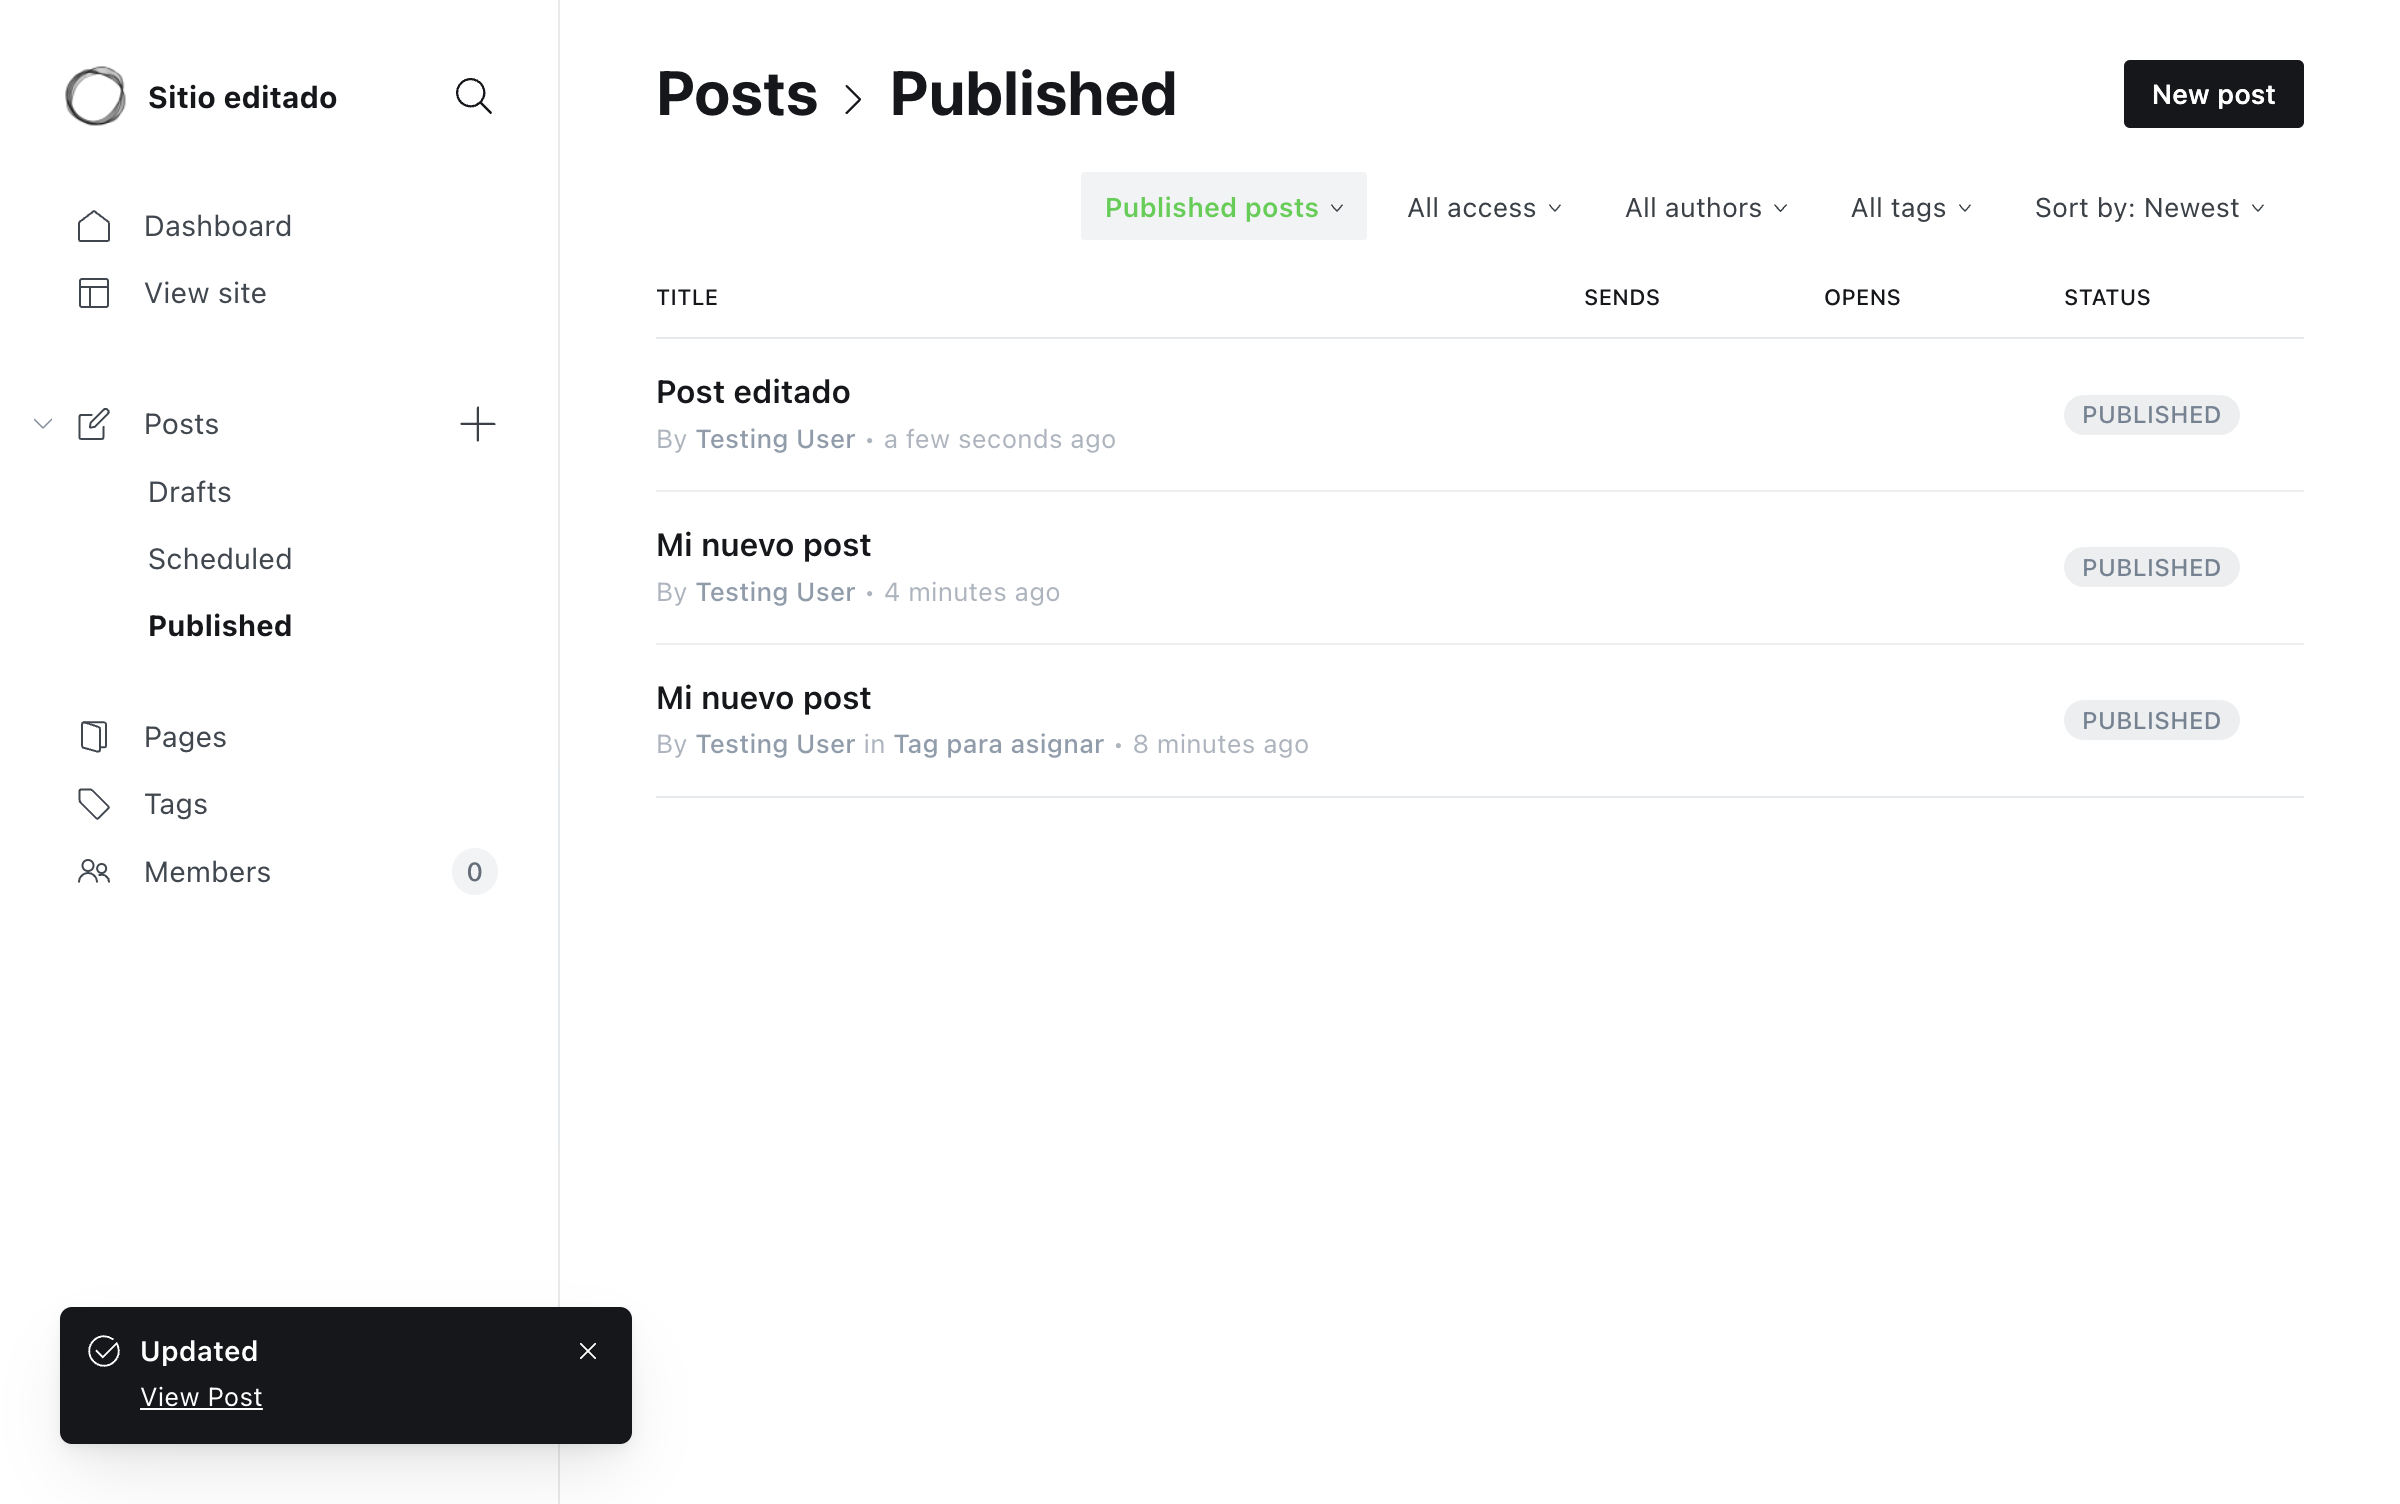 Sitio editado
Dashboard
View site
Posts
Drafts
Scheduled
Published
Pages
Tags
Members 0
Posts > Published
New post
Published posts All access All authors All tags Sort by: Newest
TITLE SENDS OPENS STATUS
Post editado
By Testing User • a few seconds ago
PUBLISHED
Mi nuevo post
By Testing User • 4 minutes ago
PUBLISHED
Mi nuevo post
By Testing User in Tag para asignar • 8 minutes ago
PUBLISHED
Updated
View Post